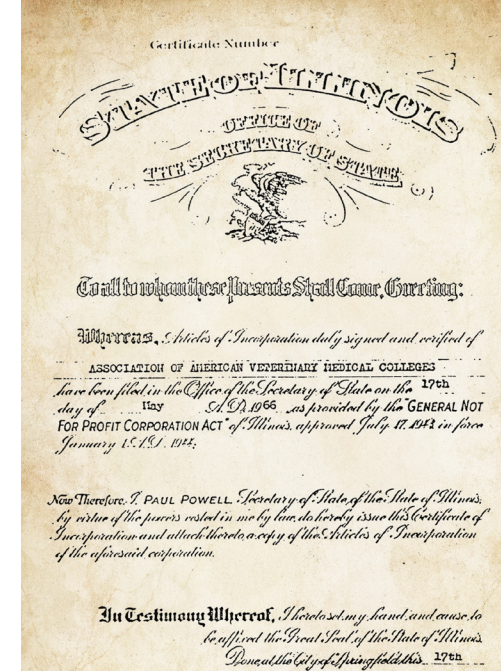 Certificate Number
STATE OF ILLINOIS
OFFICE OF
THE SECRETARY OF STATE
To all to whom these Presents Shall Come, Greeting:
Whereas, Articles of Incorporation duly signed and verified of
ASSOCIATION OF AMERICAN VETERINARY MEDICAL COLLEGES
have been filed in the Office of the Secretary of State on the 17th
day of May A.D. 1966 as provided by the "GENERAL NOT
FOR PROFIT CORPORATION ACT" of Illinois, approved July 17, 1943, in force
January 1, A.D. 1944;
Now Therefore, I, PAUL POWELL, Secretary of State, of the State of Illinois,
by virtue of the powers vested in me by law, do hereby issue this Certificate of
Incorporation and attach thereto a copy of the Articles of Incorporation
of the aforesaid corporation.
In Testimony Whereof, I hereto set my hand and cause to
be affixed the Great Seal of the State of Illinois
Done at the City of Springfield this 17th